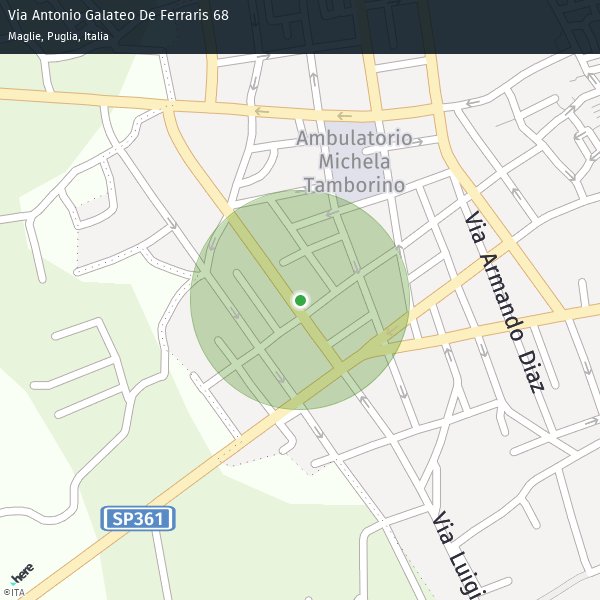 Via Antonio Galateo De Ferraris 68
Maglie, Puglia, Italia
Ambulatorio
Michela
Tamborino
Via Armando Diaz
SP361
Via Luigi
here
©ITA